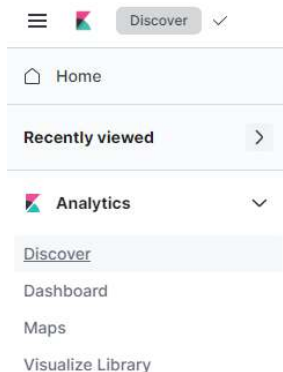 Discover
Home
Recently viewed
Analytics
Discover
Dashboard
Maps
Visualize Library